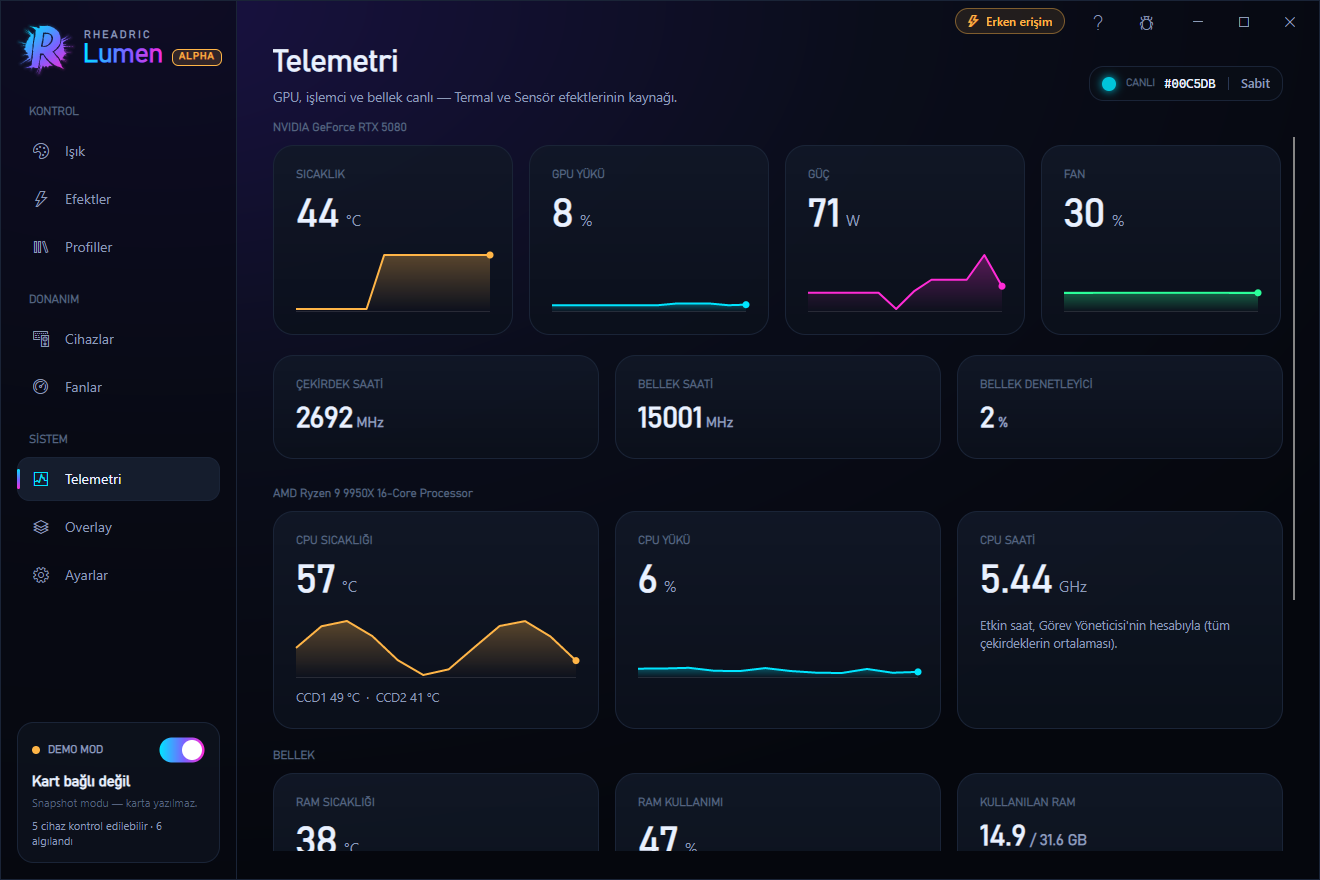 RHEADRIC
Lumen ALPHA
Erken erişim
?
Telemetri
GPU, işlemci ve bellek canlı — Termal ve Sensör efektlerinin kaynağı.
CANLI #00C5DB Sabit
KONTROL
Işık
Efektler
Profiller
DONANIM
Cihazlar
Fanlar
SİSTEM
Telemetri
Overlay
Ayarlar
DEMO MOD
Kart bağlı değil
Snapshot modu — karta yazılmaz.
5 cihaz kontrol edilebilir · 6
algılandı
NVIDIA GeForce RTX 5080
SICAKLIK
44 °C
GPU YÜKÜ
8 %
GÜÇ
71 W
FAN
30 %
ÇEKİRDEK SAATİ
2692 MHz
BELLEK SAATİ
15001 MHz
BELLEK DENETLEYİCİ
2 %
AMD Ryzen 9 9950X 16-Core Processor
CPU SICAKLIĞI
57 °C
CCD1 49 °C · CCD2 41 °C
CPU YÜKÜ
6 %
CPU SAATİ
5.44 GHz
Etkin saat, Görev Yöneticisi'nin hesabıyla (tüm
çekirdeklerin ortalaması).
BELLEK
RAM SICAKLIĞI
38 °C
RAM KULLANIMI
47 %
KULLANILAN RAM
14.9 / 31.6 GB